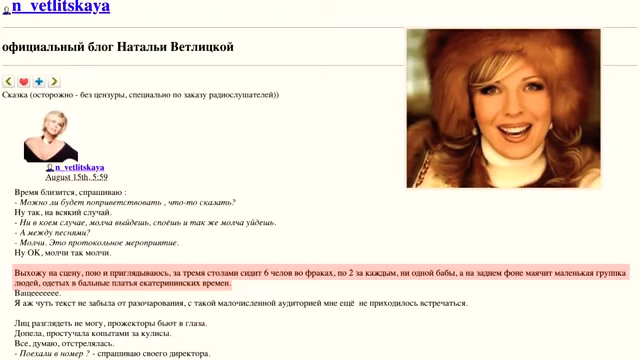 n_vetlitskaya
официальный блог Натальи Ветлицкой
Сказка (осторожно - без цензуры, специально по заказу радиослушателей))
n_vetlitskaya
August 15th, 5:59
Время близится, спрашиваю :
- Можно ли будет поприветствовать , что-то сказать?
Ну так, на всякий случай.
- Ни в коем случае, молча выйдешь, споёшь и так же молча уйдешь.
- А между песнями?
- Молчи. Это протокольное мероприятие.
Ну ОК, молчи так молчи.
Выхожу на сцену, пою и приглядываюсь, за тремя столами сидит 6 челов во фраках, по 2 за каждым, ни одной бабы, а на заднем фоне маячит маленькая группка
людей, одетых в бальные платья екатерининских времен.
Ващеееееее.
Я аж чуть текст не забыла от разочарования, с такой малочисленной аудиторией мне ещё не приходилось встречаться.
Лиц разглядеть не могу, прожекторы бьют в глаза.
Допела, простучала копытами за кулисы.
Все, думаю, отстрелялась.
- Поехали в номер ? - спрашиваю своего директора.